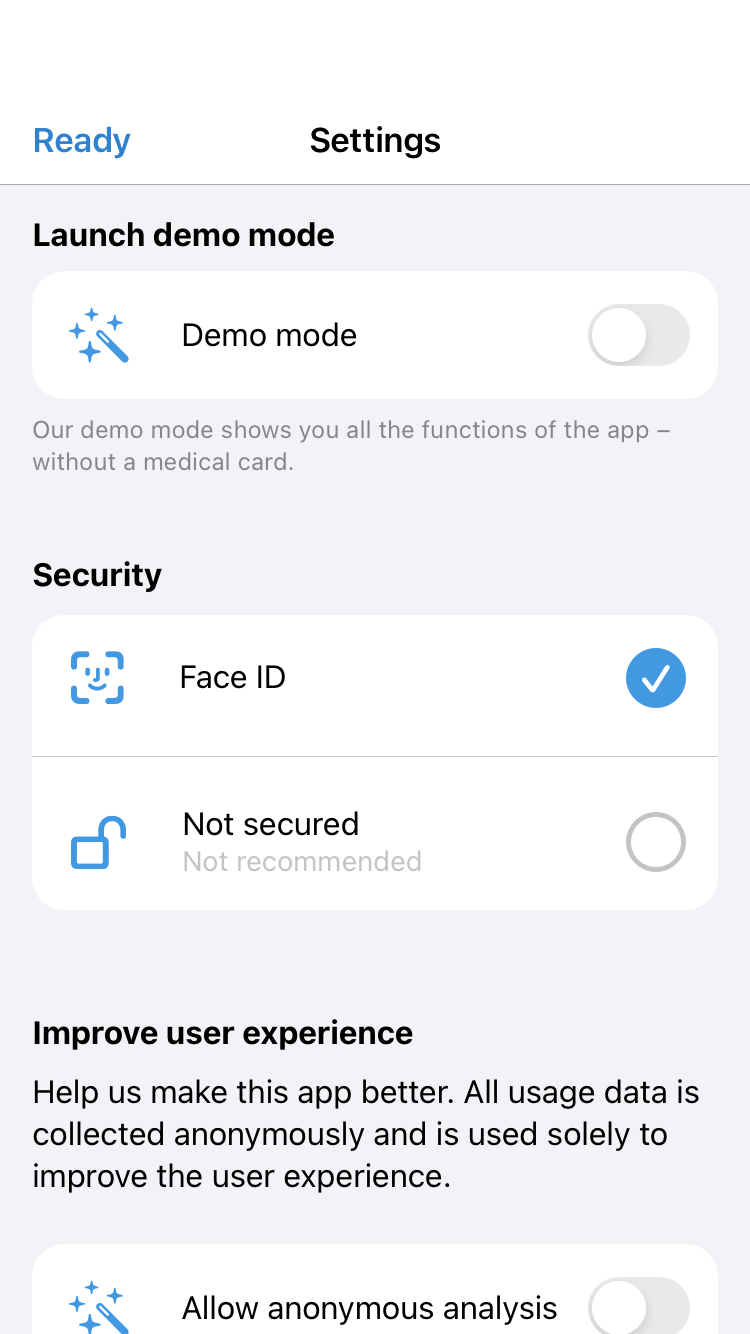 Ready
Settings
Launch demo mode
Demo mode
Our demo mode shows you all the functions of the app –
without a medical card.
Security
Face ID
Not secured
Not recommended
Improve user experience
Help us make this app better. All usage data is
collected anonymously and is used solely to
improve the user experience.
Allow anonymous analysis